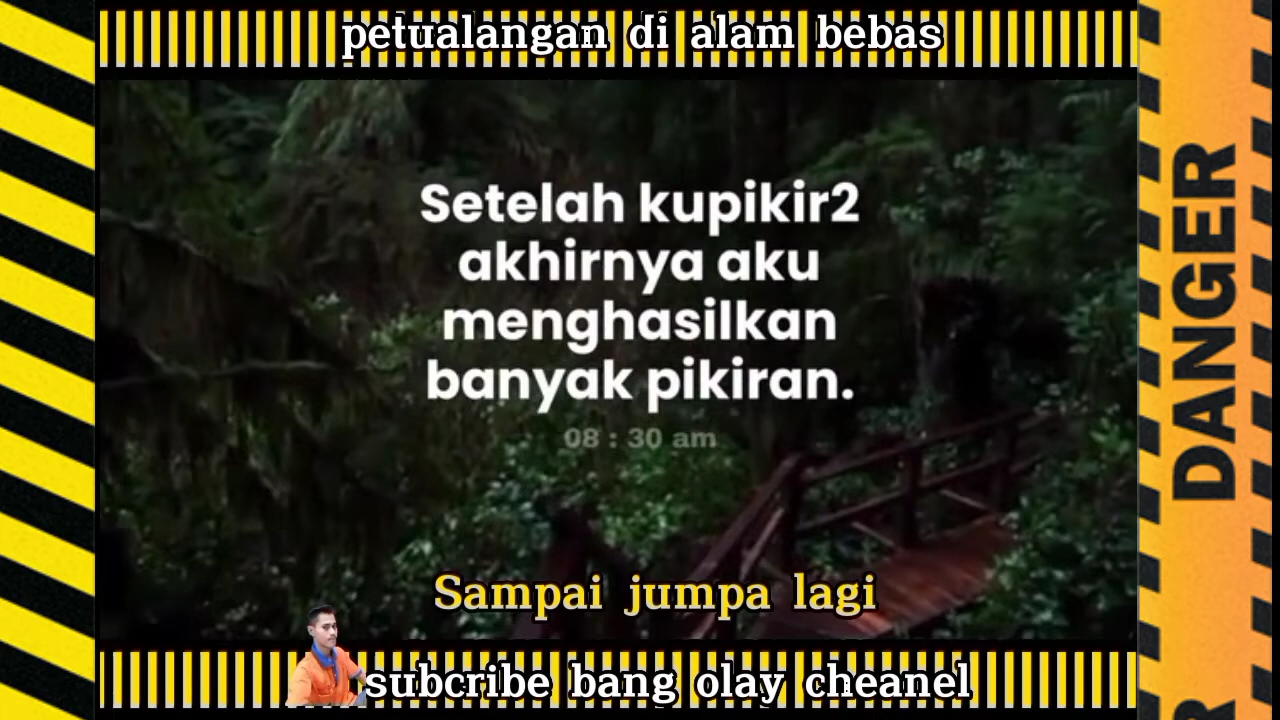 petualangan di alam bebas
Setelah kupikir2
akhirnya aku
menghasilkan
banyak pikiran.
08 : 30 am
Sampai jumpa lagi
subcribe bang olay cheanel
DANGER
R